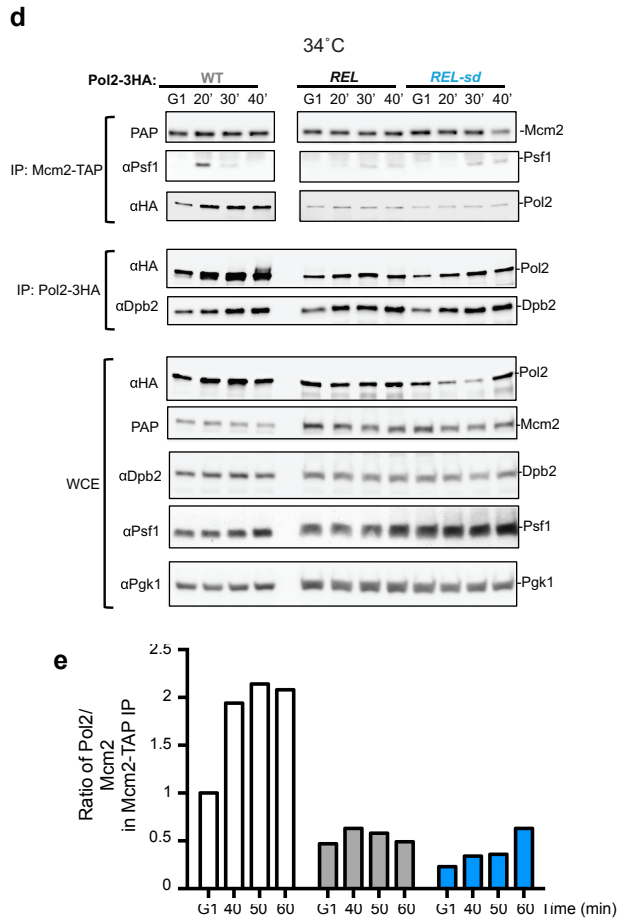 d
34˚C
Pol2-3HA: WT REL REL-sd
G1 20' 30' 40' G1 20' 30' 40' G1 20' 30' 40'
IP: Mcm2-TAP
PAP -Mcm2
αPsf1 -Psf1
αHA -Pol2
IP: Pol2-3HA
αHA -Pol2
αDpb2 -Dpb2
WCE
αHA -Pol2
PAP -Mcm2
αDpb2 -Dpb2
αPsf1 -Psf1
αPgk1 -Pgk1
e
Ratio of Pol2/
Mcm2
in Mcm2-TAP IP
2.5
2
1.5
1
0.5
0
G1 40 50 60 G1 40 50 60 G1 40 50 60 Time (min)